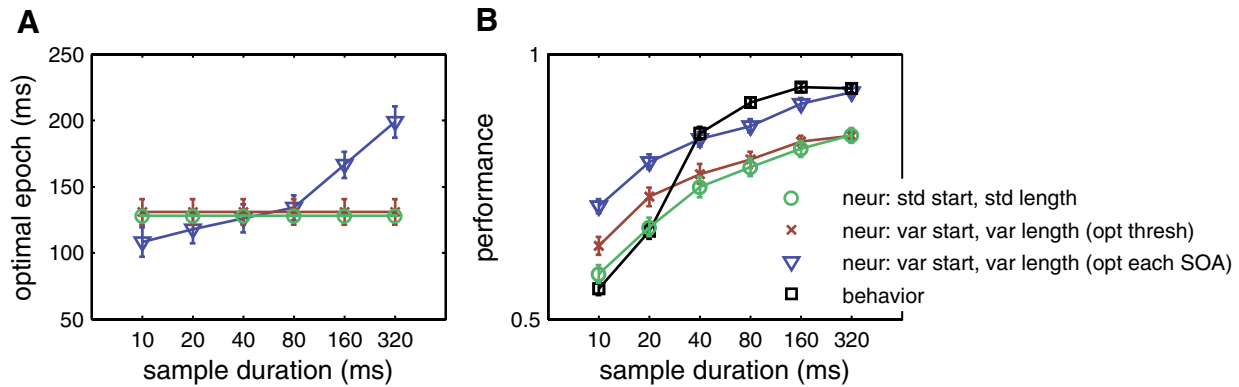 A
optimal epoch (ms)
250
200
150
100
50
10 20 40 80 160 320
sample duration (ms)
B
performance
1
0.5
10 20 40 80 160 320
sample duration (ms)
neur: std start, std length
neur: var start, var length (opt thresh)
neur: var start, var length (opt each SOA)
behavior